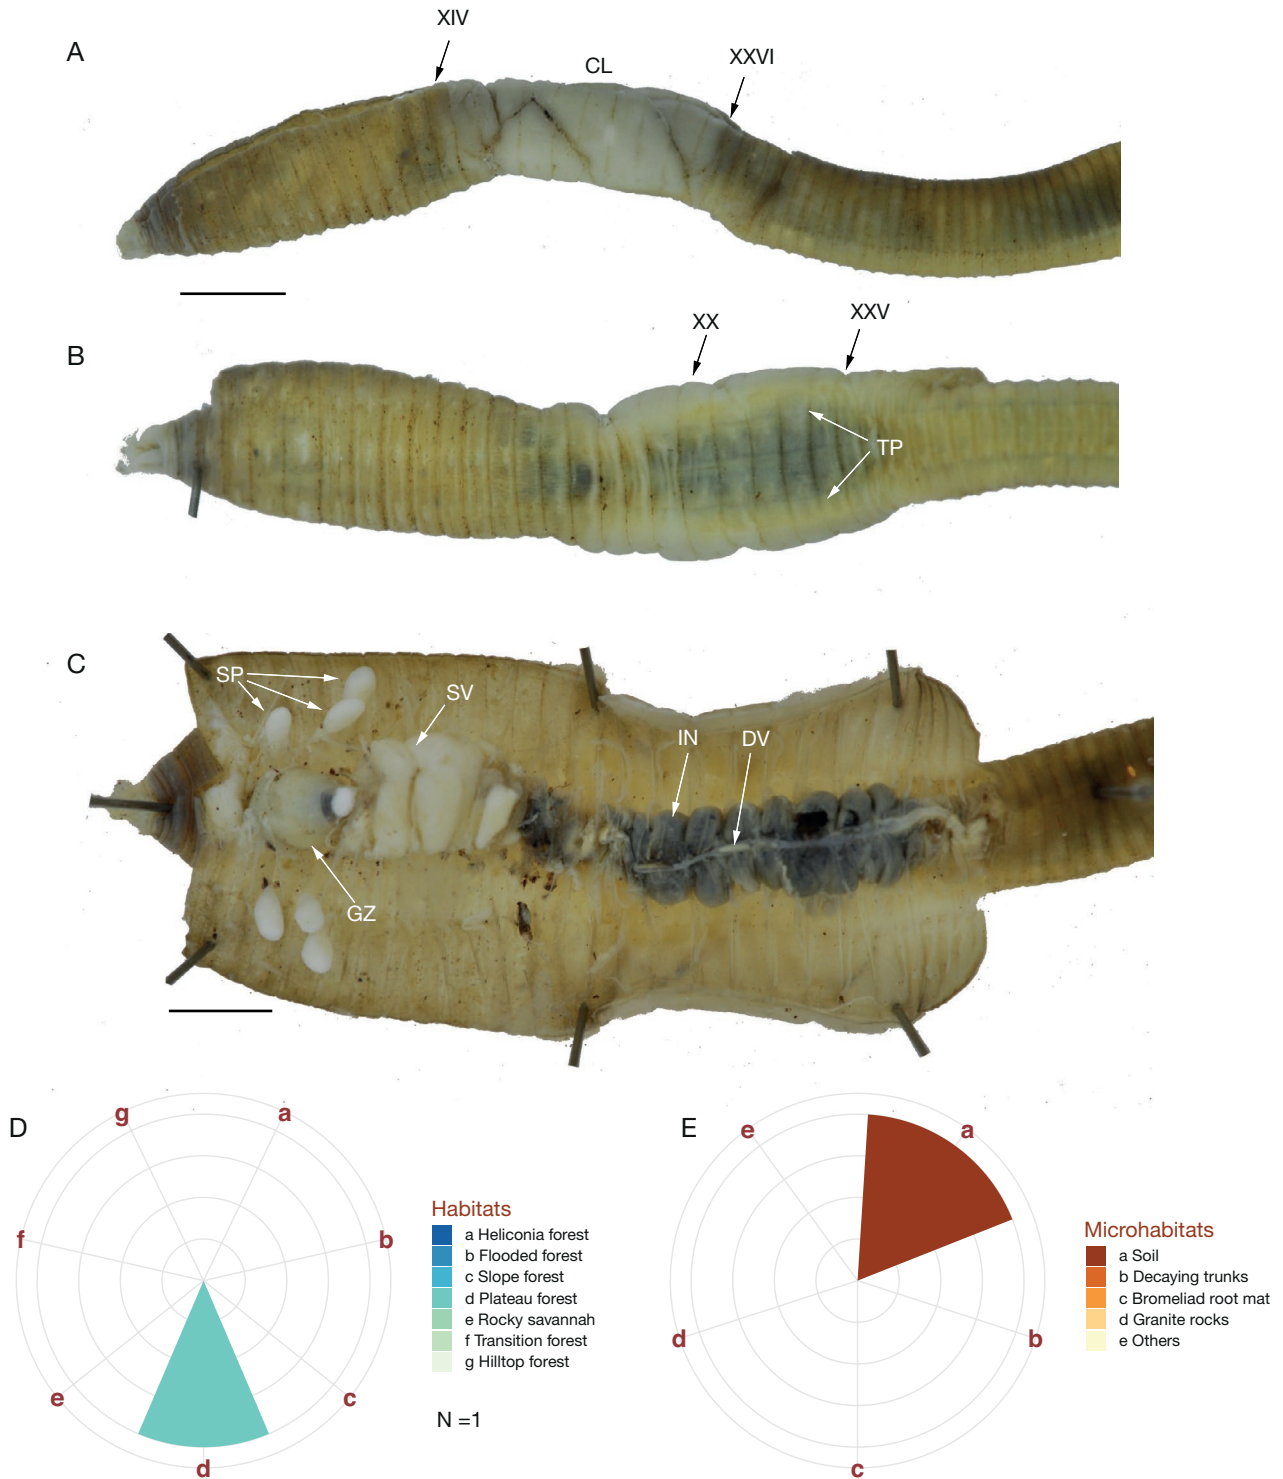 A
XIV
CL
XXVI
B
XX
XXV
TP
C
SP
SV
IN
DV
GZ
D
g
a
f
b
e
c
d
Habitats
a Heliconia forest
b Flooded forest
c Slope forest
d Plateau forest
e Rocky savannah
f Transition forest
g Hilltop forest
N =1
E
e
a
d
b
c
Microhabitats
a Soil
b Decaying trunks
c Bromeliad root mat
d Granite rocks
e Others